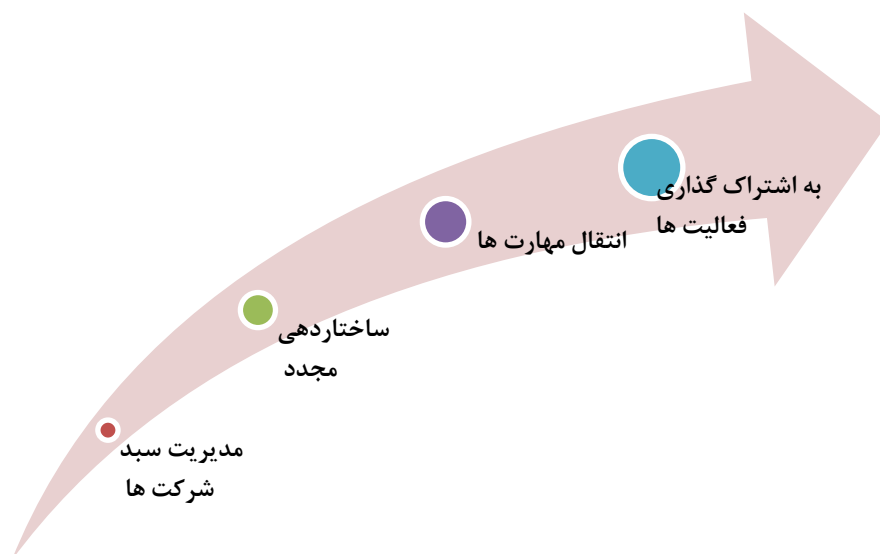 به اشتراک گذاری
فعالیت ها
انتقال مهارت ها
ساختاردهی
مجدد
مدیریت سبد
شرکت ها